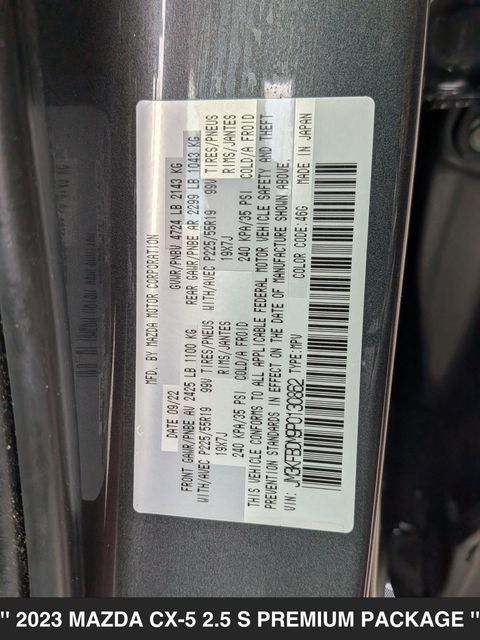 MFD. BY MAZDA MOTOR CORPORATION
DATE 09/22 GVWR/PNBV 4724 LB 2143 KG
FRONT GAWR/PNBE AV 2425 LB 1100 KG REAR GAWR/PNBE AR 2299 LB 1043 KG
WITH/AVEC P225/55R19 99V TIRES/PNEUS WITH/AVEC P225/55R19 99V TIRES/PNEUS
19X7J RIMS/JANTES 19X7J RIMS/JANTES
240 KPA/35 PSI COLD/A FROID 240 KPA/35 PSI COLD/A FROID
THIS VEHICLE CONFORMS TO ALL APPLICABLE FEDERAL MOTOR VEHICLE SAFETY AND THEFT
PREVENTION STANDARDS IN EFFECT ON THE DATE OF MANUFACTURE SHOWN ABOVE.
VIN: JM3KFBDM9P0130862 TYPE:MPV COLOR CODE:46G MADE IN JAPAN
" 2023 MAZDA CX-5 2.5 S PREMIUM PACKAGE "